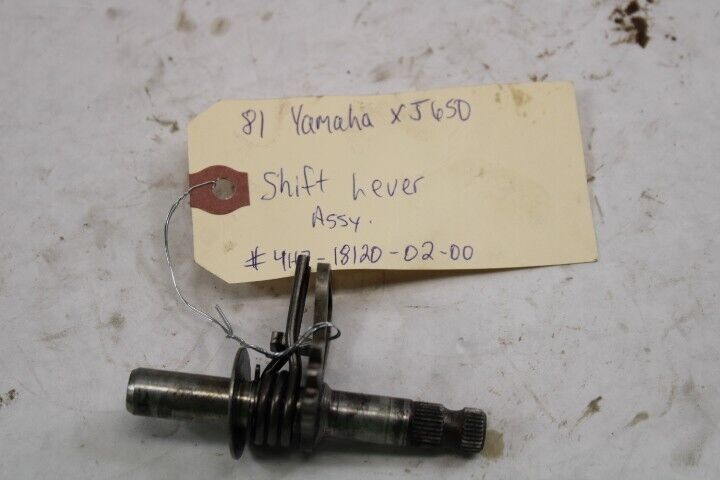 81 Yamaha XJ650
Shift Lever
Assy.
#4H7-18120-02-00